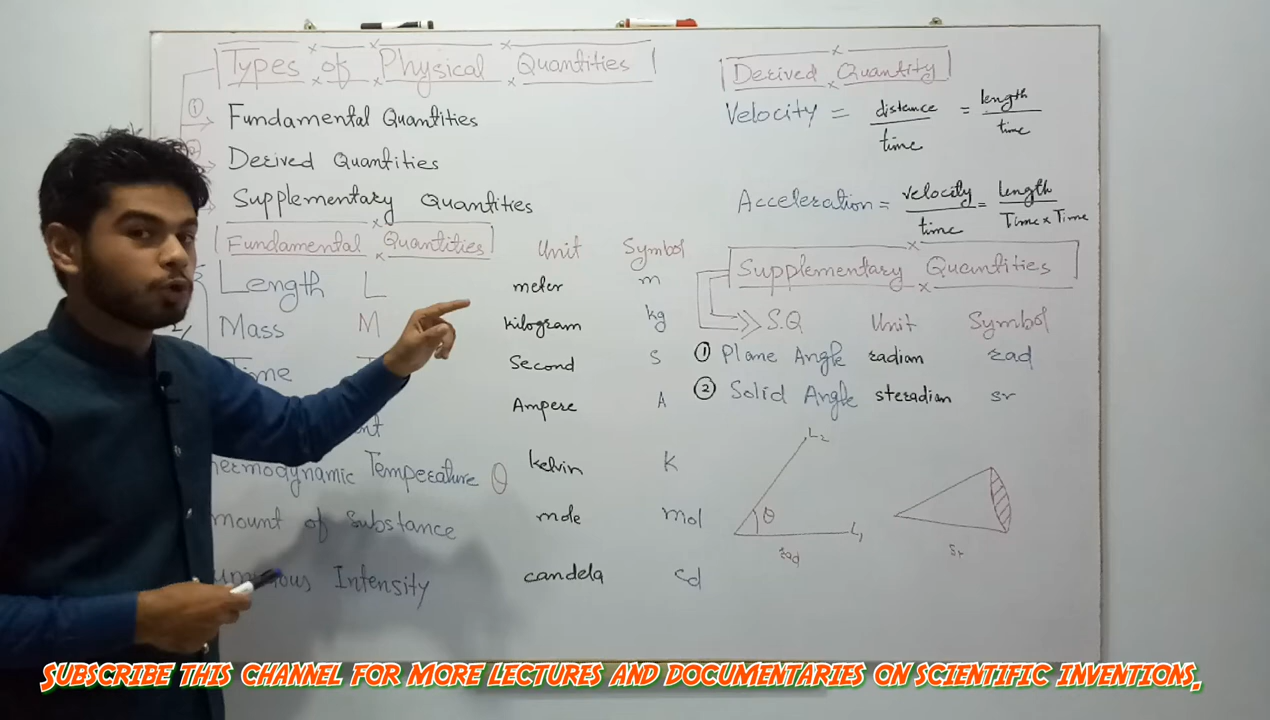 Types of Physical Quantities
① Fundamental Quantities
Derived Quantities
Supplementary Quantities
Fundamental Quantities Unit Symbol
Length L meter m
Mass M kilogram kg
Second S
Ampere A
Temperature θ kelvin K
of substance mole mol
Intensity candela cd
Derived Quantity
Velocity = distance / time = length / time
Acceleration = velocity / time = length / Time × Time
Supplementary Quantities
S.Q Unit Symbol
① Plane Angle radian rad
② Solid Angle steradian sr
L2
θ
L1
rad
Sr
SUBSCRIBE THIS CHANNEL FOR MORE LECTURES AND DOCUMENTARIES ON SCIENTIFIC INVENTIONS.